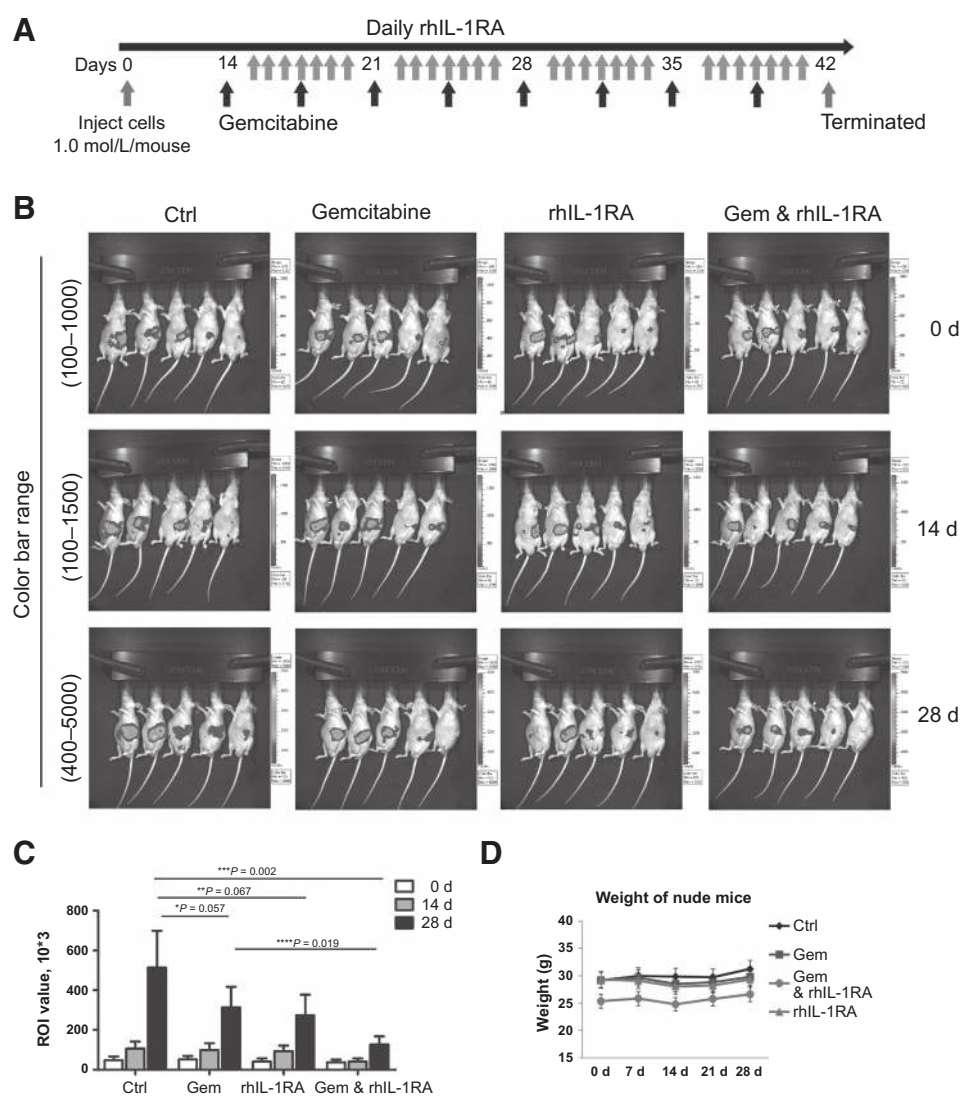 A
Daily rhIL-1RA
Days 0 14 21 28 35 42
Inject cells
1.0 mol/L/mouse
Gemcitabine
Terminated
B
Ctrl Gemcitabine rhIL-1RA Gem & rhIL-1RA
Color bar range
(100–1000)
0 d
(100–1500)
14 d
(400–5000)
28 d
C
***P = 0.002
**P = 0.067
*P = 0.057
****P = 0.019
0 d
14 d
28 d
ROI value, 10*3
800
600
400
200
0
Ctrl Gem rhIL-1RA Gem & rhIL-1RA
D
Weight of nude mice
Weight (g)
40
35
30
25
20
15
0 d 7 d 14 d 21 d 28 d
Ctrl
Gem
Gem
& rhIL-1RA
rhIL-1RA